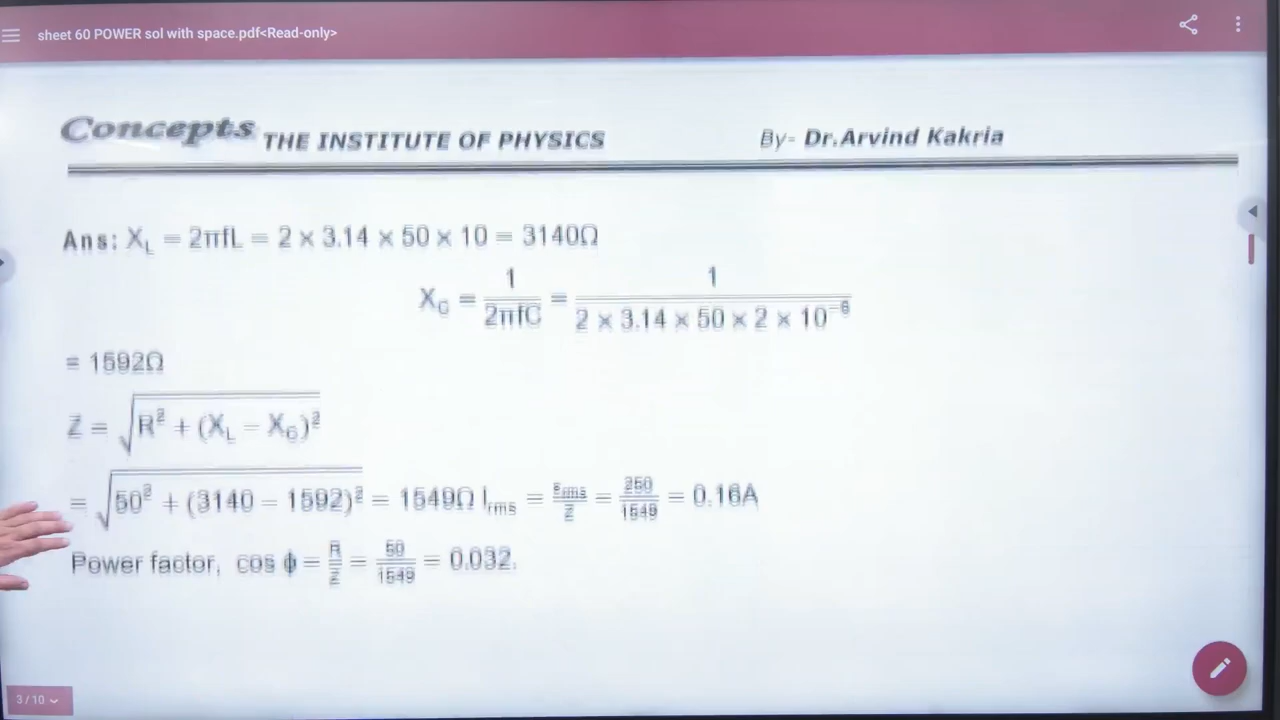 sheet 60 POWER sol with space.pdf<Read-only>
Concepts THE INSTITUTE OF PHYSICS By- Dr.Arvind Kakria
Ans: X_L = 2πfL = 2 × 3.14 × 50 × 10 = 3140Ω
X_C = 1/2πfC = 1/2 × 3.14 × 50 × 2 × 10⁻⁶
= 1592Ω
Z = √R² + (X_L − X_C)²
= √50² + (3140 − 1592)² = 1549Ω I_rms = ε_rms/Z = 250/1549 = 0.16A
Power factor, cos ϕ = R/Z = 50/1549 = 0.032.
3 / 10